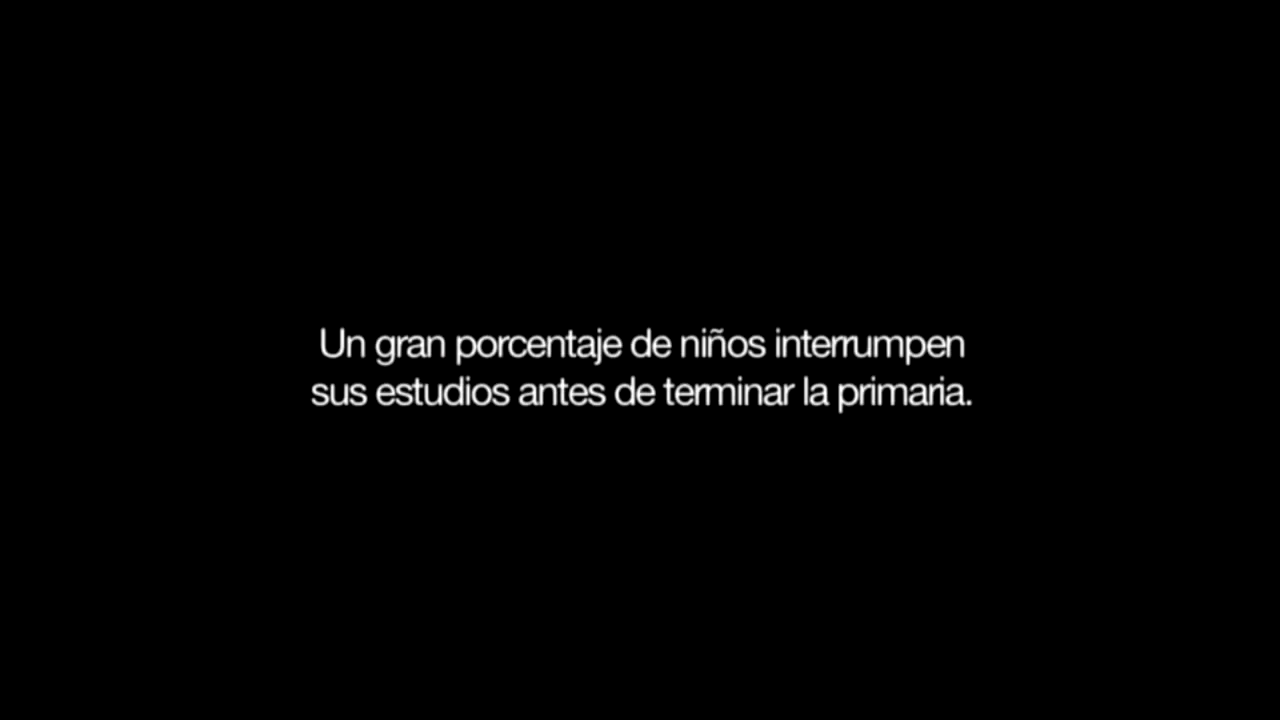 Un gran porcentaje de niños interrumpen
sus estudios antes de terminar la primaria.